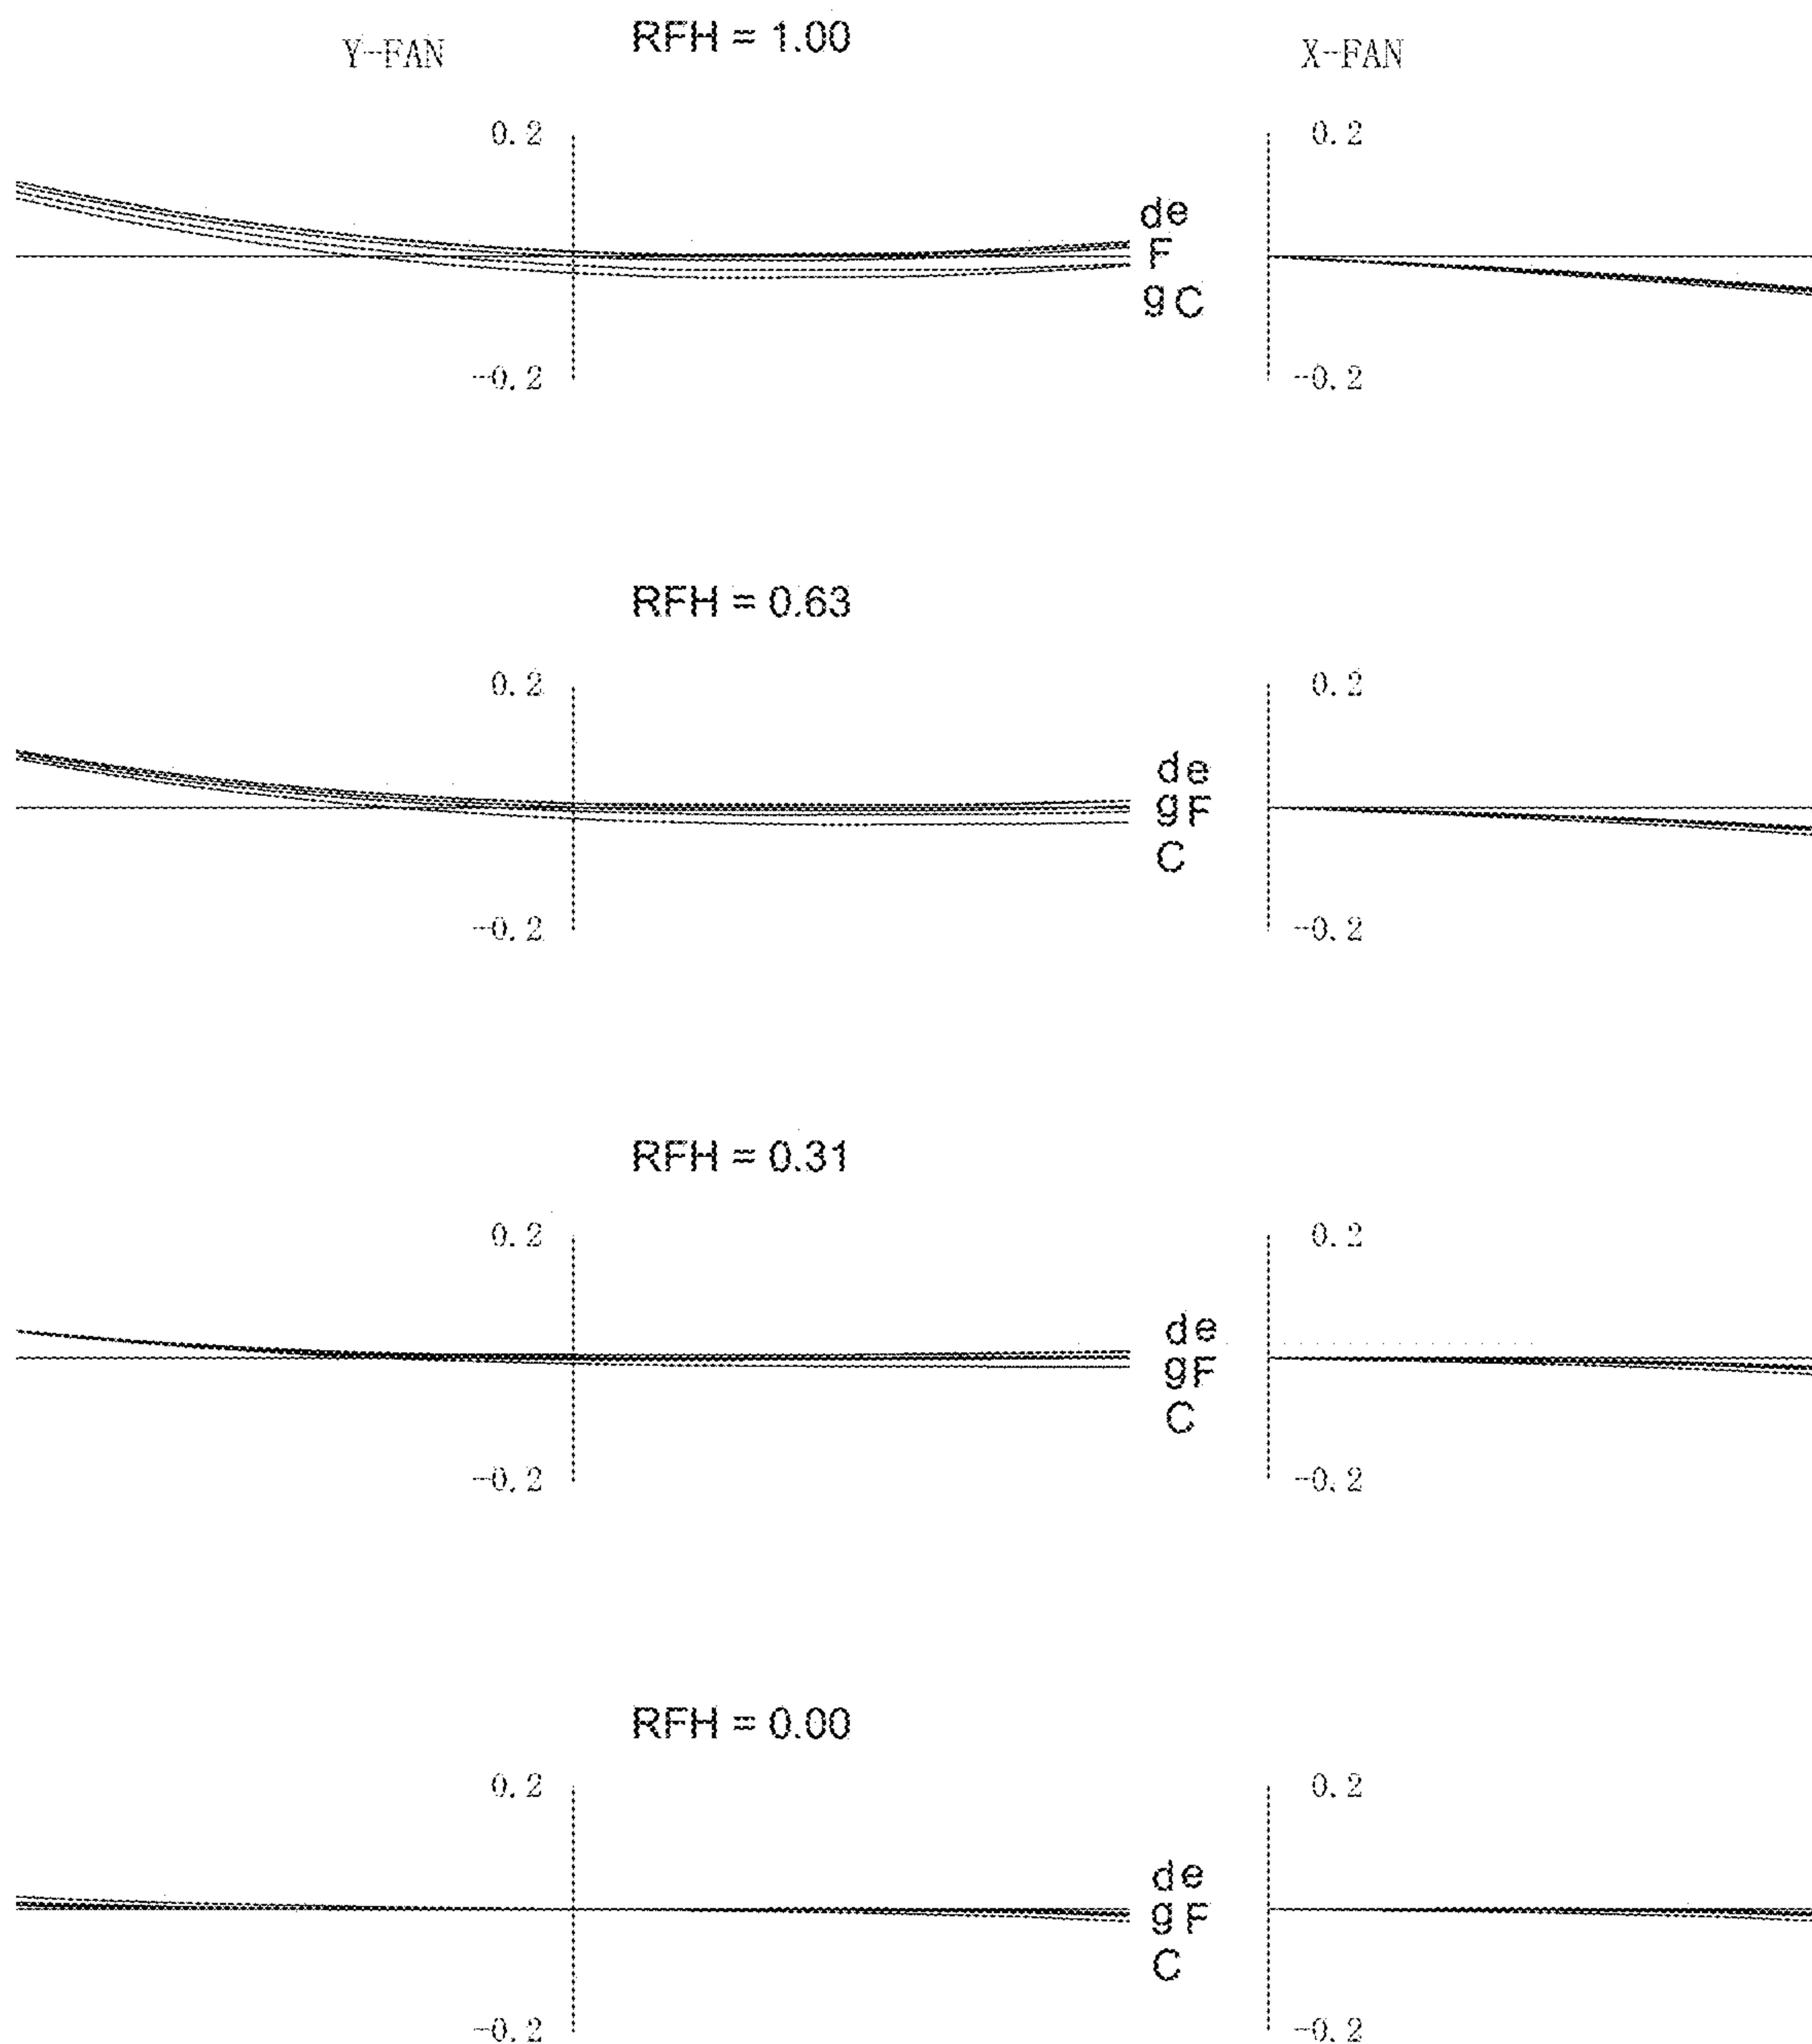 RFH = 1.00
Y-FAN X-FAN
0.2 0.2
de
F
gC
-0.2 -0.2
RFH = 0.63
0.2 0.2
de
gF
C
-0.2 -0.2
RFH = 0.31
0.2 0.2
de
gF
C
-0.2 -0.2
RFH = 0.00
0.2 0.2
de
gF
C
-0.2 -0.2